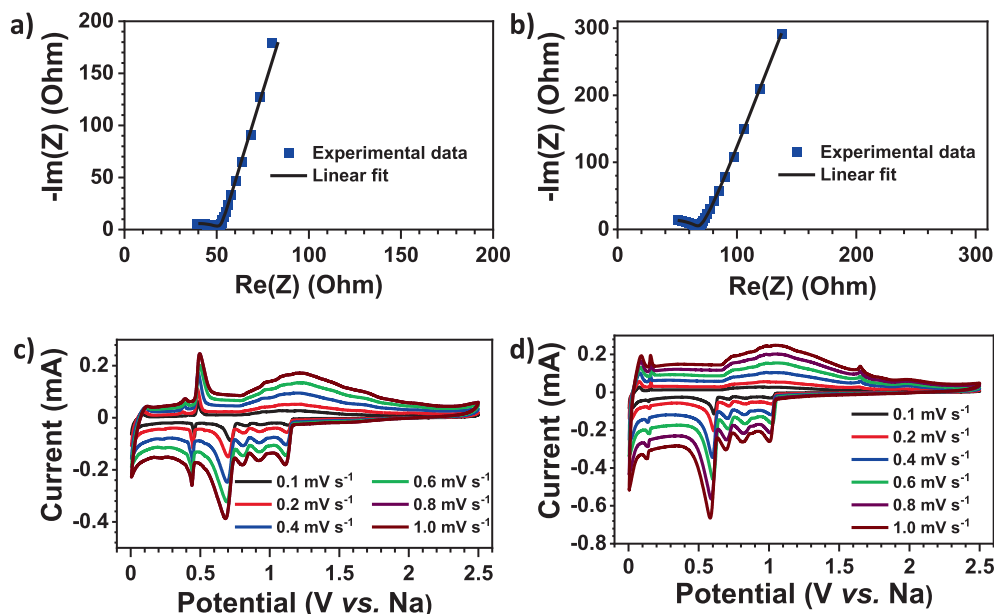 a)
200
150
100
50
0
-Im(Z) (Ohm)
Experimental data
Linear fit
0 50 100 150 200
Re(Z) (Ohm)
b)
300
200
100
0
-Im(Z) (Ohm)
Experimental data
Linear fit
0 100 200 300
Re(Z) (Ohm)
c)
0.2
0
-0.2
-0.4
Current (mA)
0.1 mV s⁻¹ 0.6 mV s⁻¹
0.2 mV s⁻¹ 0.8 mV s⁻¹
0.4 mV s⁻¹ 1.0 mV s⁻¹
0 0.5 1 1.5 2 2.5
Potential (V vs. Na)
d)
0.2
0
-0.2
-0.4
-0.6
-0.8
Current (mA)
0.1 mV s⁻¹
0.2 mV s⁻¹
0.4 mV s⁻¹
0.6 mV s⁻¹
0.8 mV s⁻¹
1.0 mV s⁻¹
0 0.5 1 1.5 2 2.5
Potential (V vs. Na)